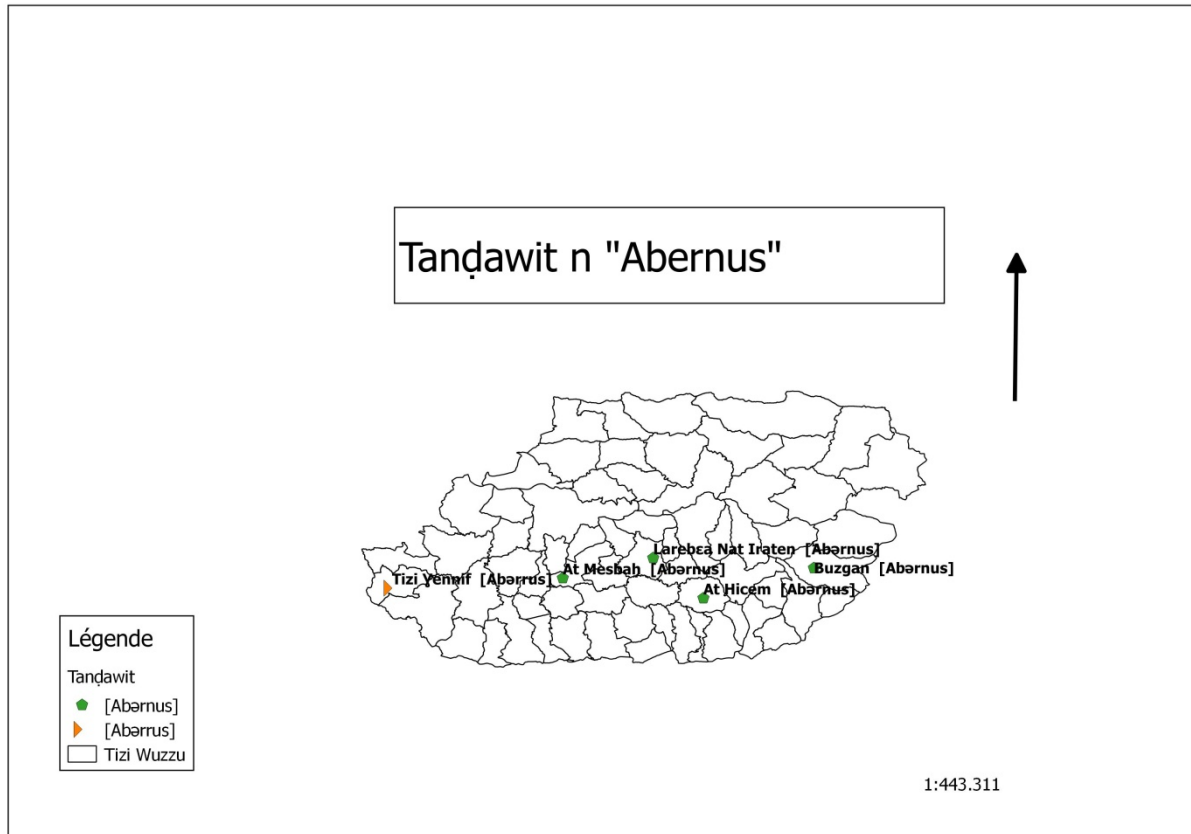 Tanḍawit n "Abernus"
Larebɛa Nat Iraten [Abərnus]
Buzgan [Abərnus]
At Mesbaḥ [Abərnus]
Tizi Yennif [Abərrus]
At Hicem [Abərnus]
Légende
Tanḍawit
[Abərnus]
[Abərrus]
Tizi Wuzzu
1:443.311